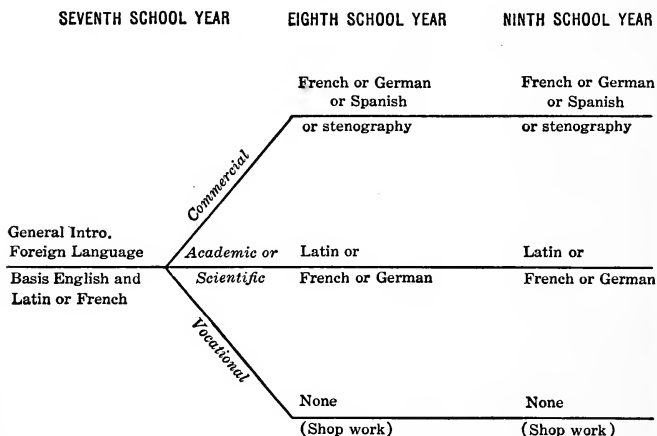 SEVENTH SCHOOL YEAR EIGHTH SCHOOL YEAR NINTH SCHOOL YEAR
French or German French or German
or Spanish or Spanish
or stenography or stenography
Commercial
General Intro.
Foreign Language Academic or Latin or Latin or
Basis English and Scientific French or German French or German
Latin or French
Vocational
None None
(Shop work) (Shop work)